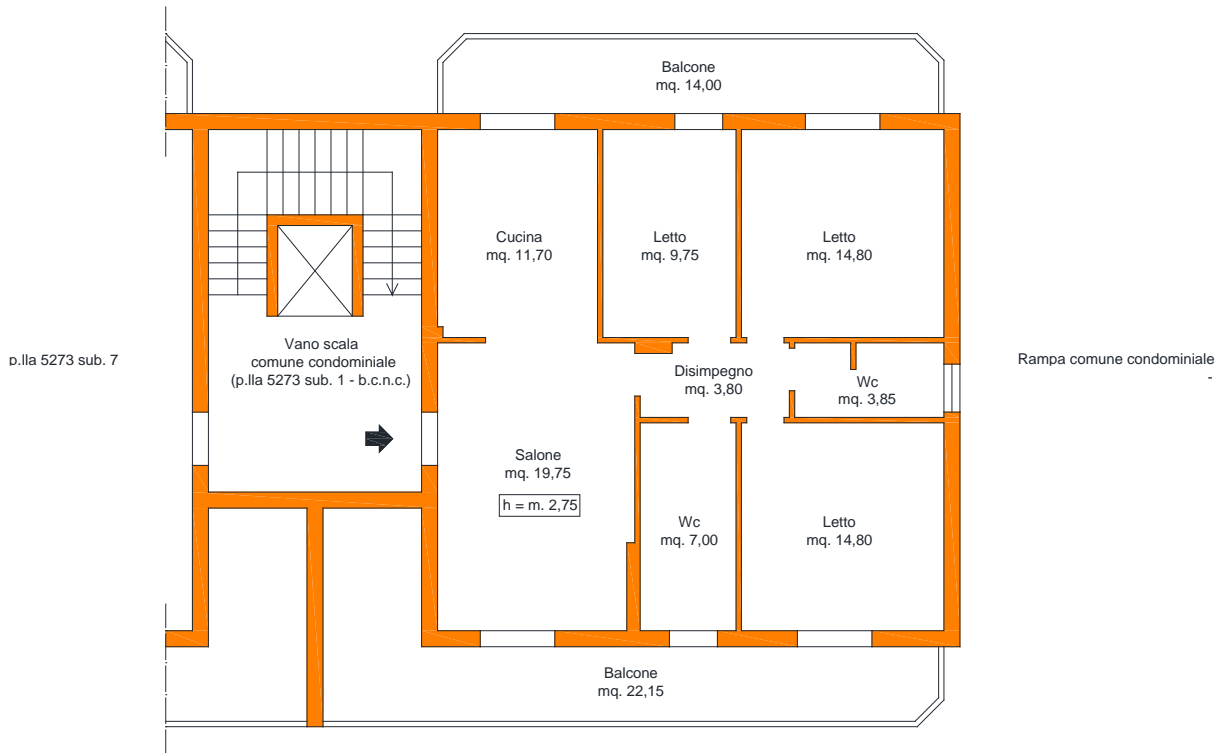 Balcone
mq. 14,00
Cucina
mq. 11,70
Letto
mq. 9,75
Letto
mq. 14,80
p.lla 5273 sub. 7
Vano scala
comune condominiale
(p.lla 5273 sub. 1 - b.c.n.c.)
Disimpegno
mq. 3,80
Wc
mq. 3,85
Rampa comune condominiale
-
Salone
mq. 19,75
h = m. 2,75
Wc
mq. 7,00
Letto
mq. 14,80
Balcone
mq. 22,15